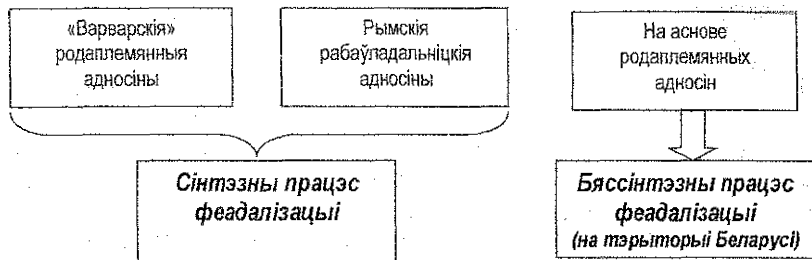 «Варварскія»
родаплемянныя
адносіны
Рымскія
рабаўладальніцкія
адносіны
На аснове
родаплемянных
адносін
Сінтэзны працэс
феадалізацыі
Бяссінтэзны працэс
феадалізацыі
(на тэрыторыі Беларусі)